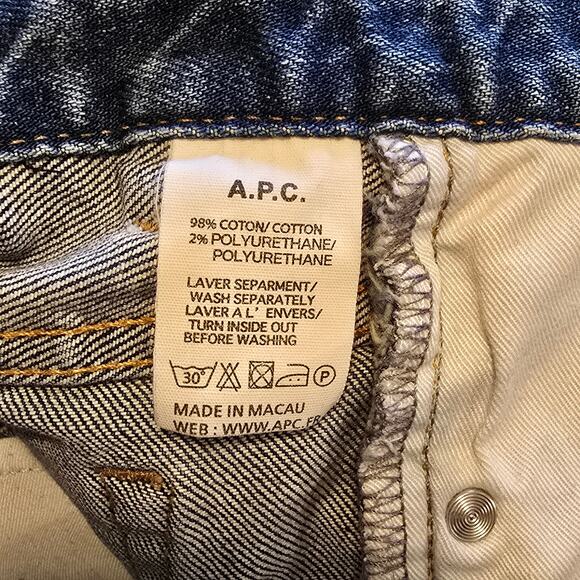 A.P.C.
98% COTON/ COTTON
2% POLYURETHANE/
POLYURETHANE
LAVER SEPARMENT/
WASH SEPARATELY
LAVER A L' ENVERS/
TURN INSIDE OUT
BEFORE WASHING
30° P
MADE IN MACAU
WEB : WWW.APC.FR